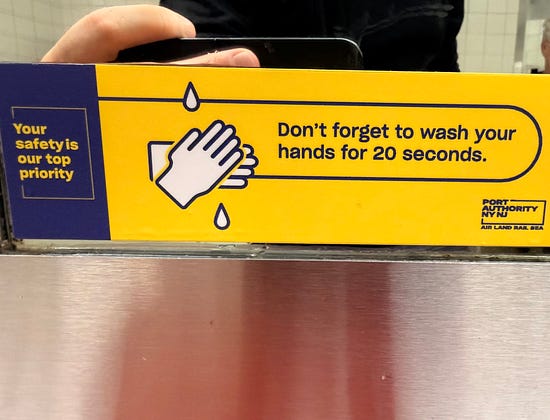 Your
safety is
our top
priority
Don't forget to wash your
hands for 20 seconds.
PORT
AUTHORITY
NY NJ
AIR LAND RAIL SEA